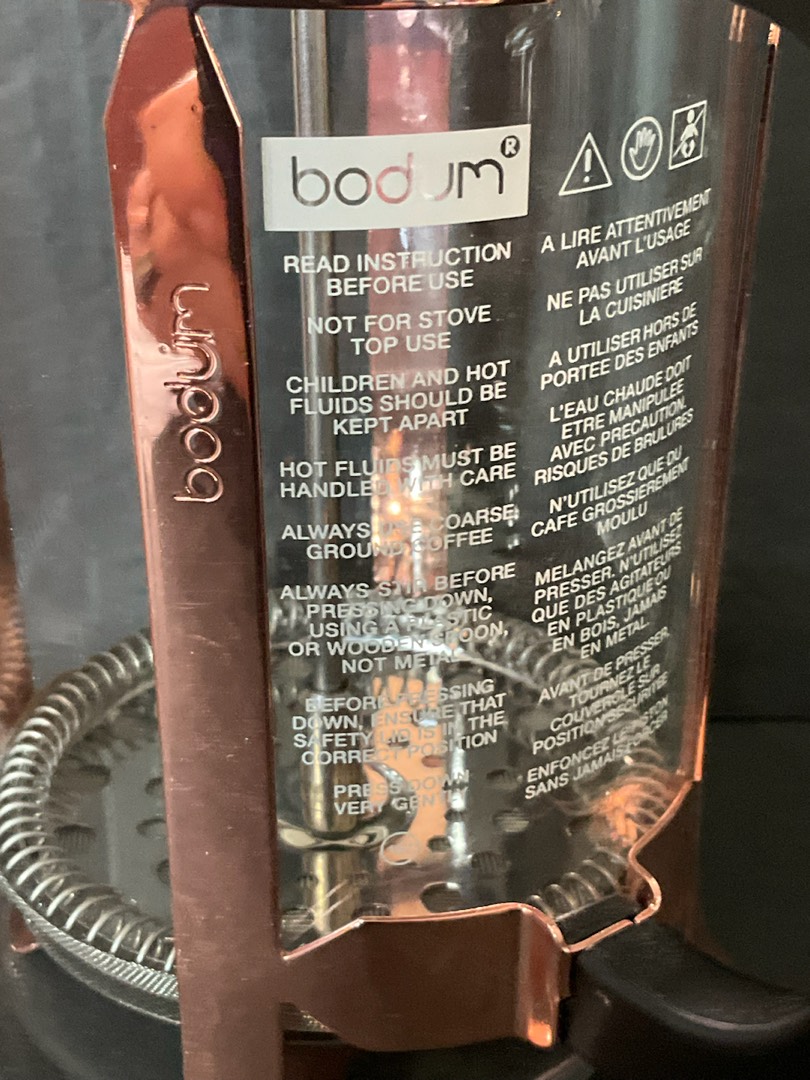 bodum®
bodum
READ INSTRUCTION
BEFORE USE
NOT FOR STOVE
TOP USE
CHILDREN AND HOT
FLUIDS SHOULD BE
KEPT APART
HOT FLUIDS MUST BE
HANDLED WITH CARE
ALWAYS USE COARSE
GROUND COFFEE
ALWAYS STIR BEFORE
PRESSING DOWN,
USING A PLASTIC
OR WOODEN SPOON,
NOT METAL
BEFORE PRESSING
DOWN, ENSURE THAT
SAFETY LID IS IN THE
CORRECT POSITION
PRESS DOWN
VERY GENTLY
A LIRE ATTENTIVEMENT
AVANT L'USAGE
NE PAS UTILISER SUR
LA CUISINIERE
A UTILISER HORS DE
PORTEE DES ENFANTS
L'EAU CHAUDE DOIT
ETRE MANIPULEE
AVEC PRECAUTION.
RISQUES DE BRULURES
N'UTILISEZ QUE DU
CAFE GROSSIEREMENT
MOULU
MELANGEZ AVANT DE
PRESSER. N'UTILISEZ
QUE DES AGITATEURS
EN PLASTIQUE OU
EN BOIS, JAMAIS
EN METAL.
AVANT DE PRESSER,
TOURNEZ LE
COUVERCLE SUR
POSITION SECURITEE
ENFONCEZ LE PISTON
SANS JAMAIS FORCER